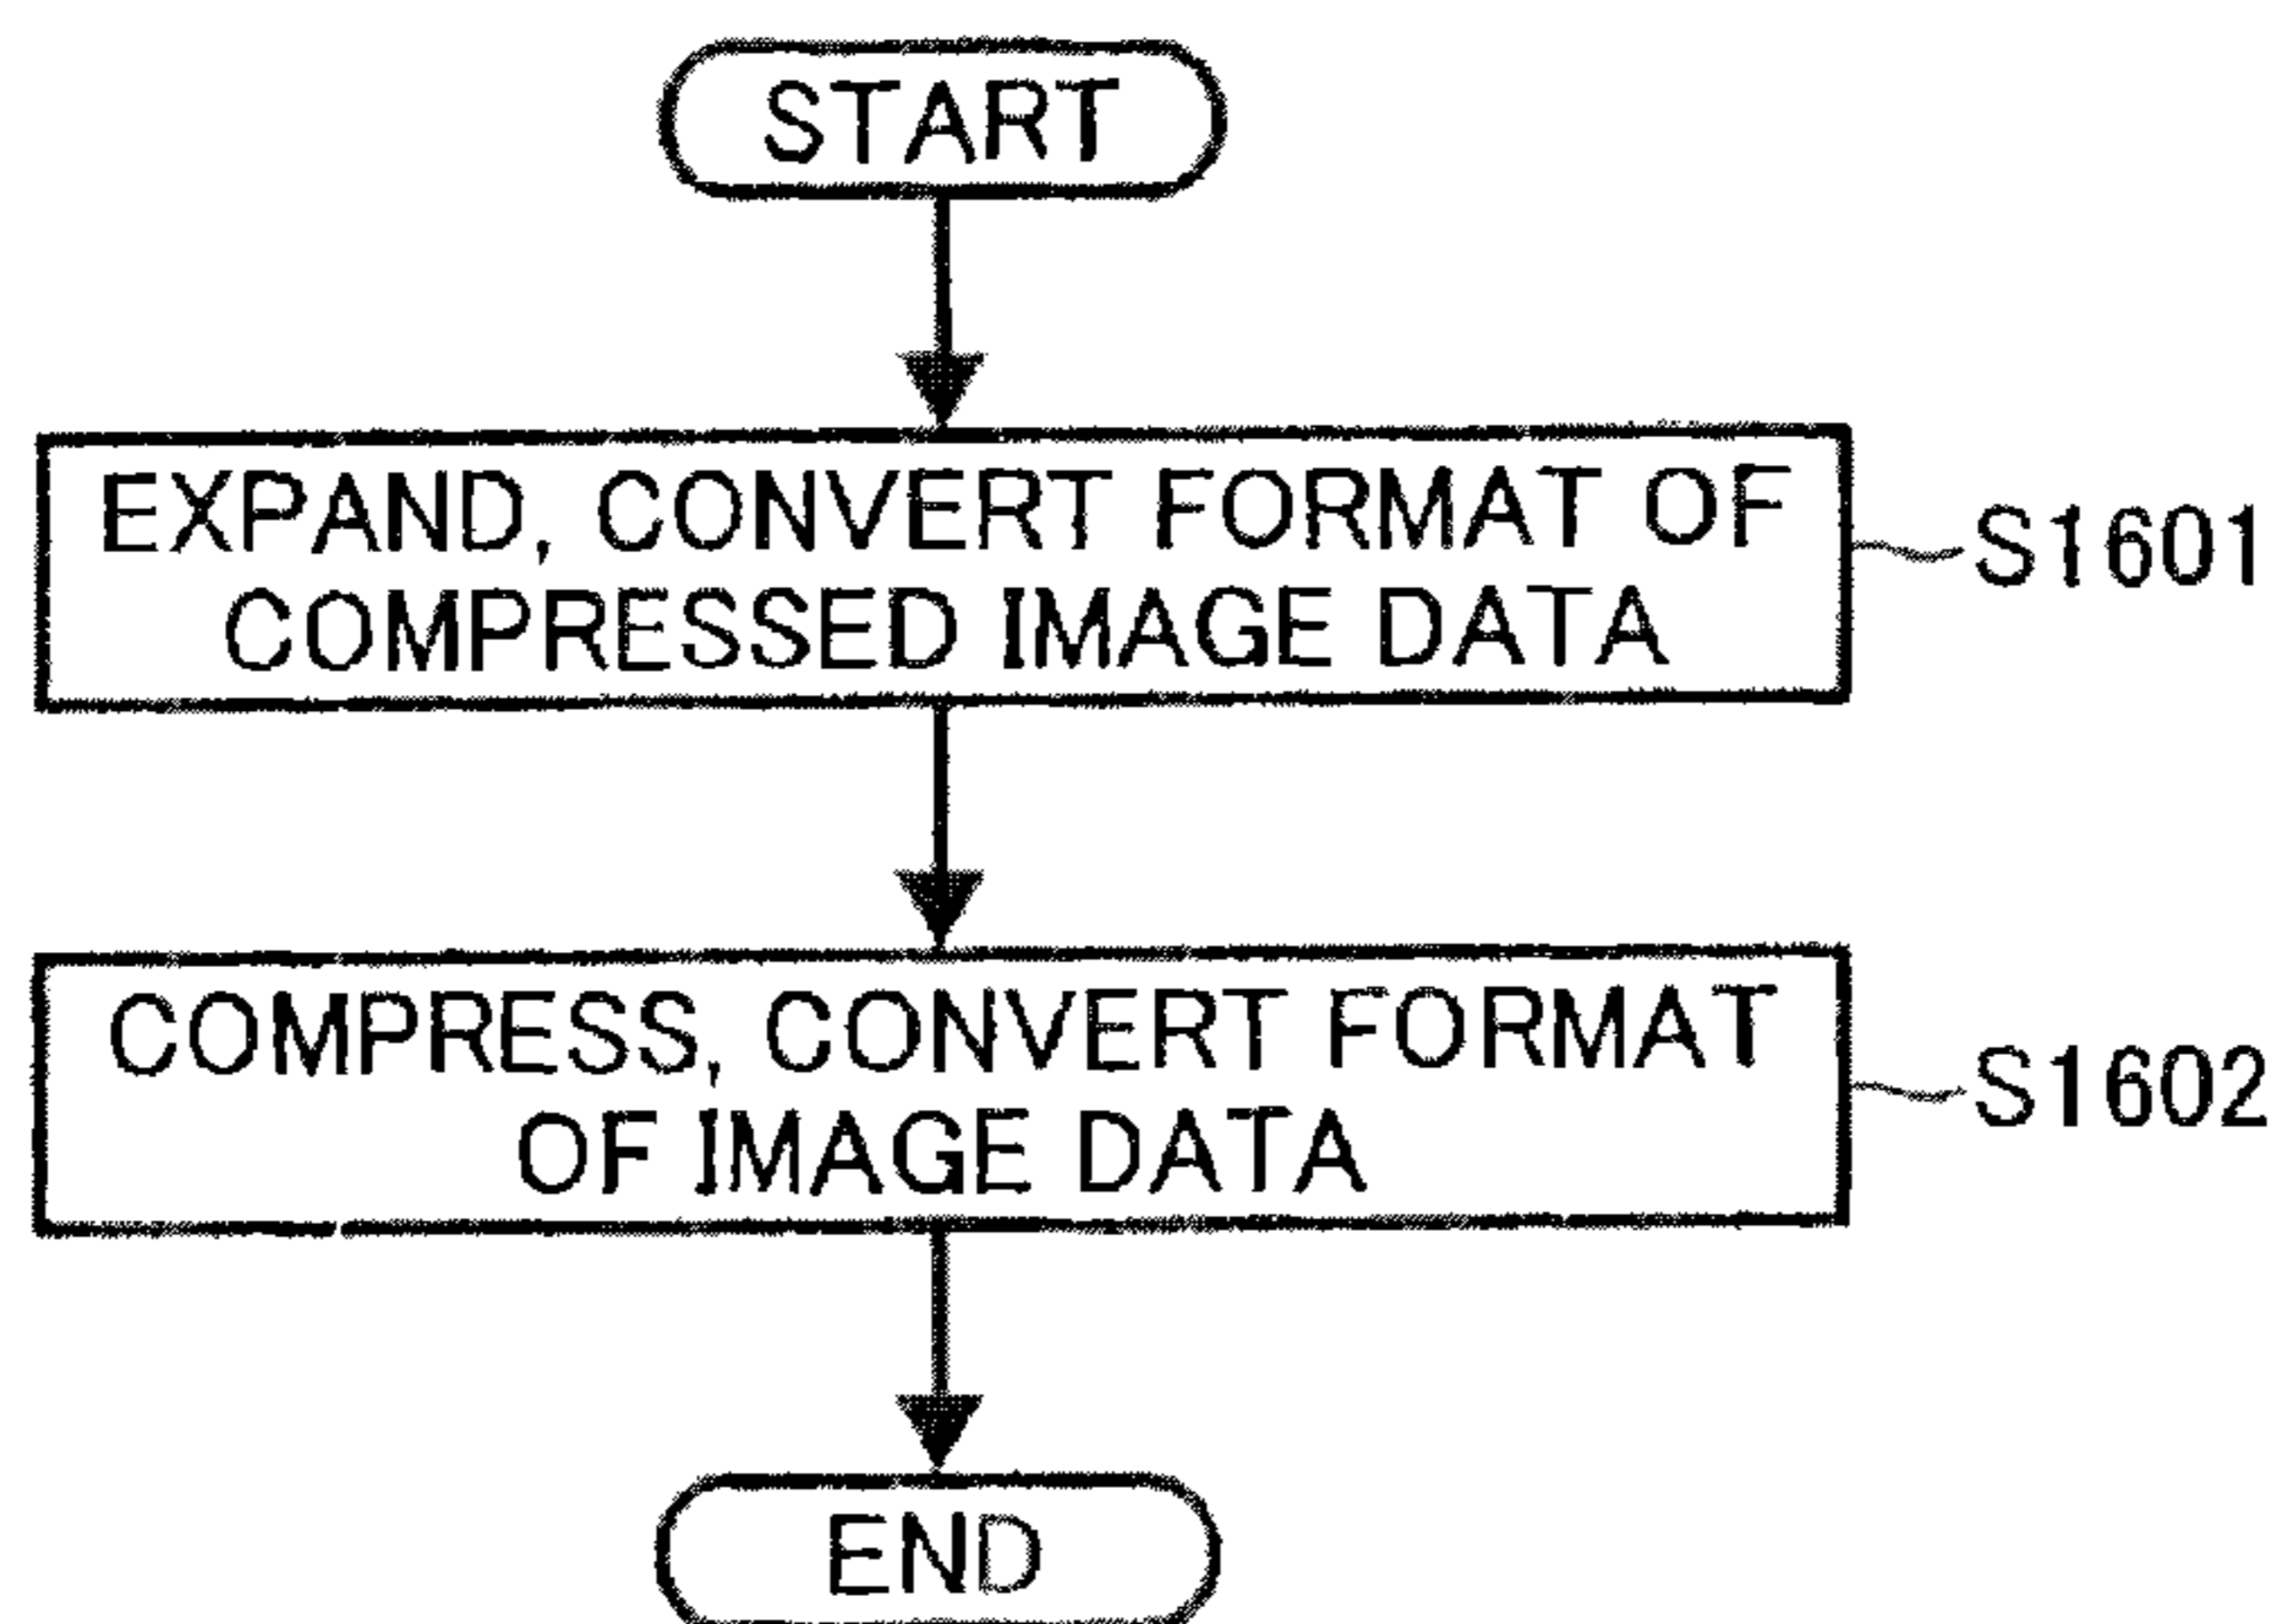 START
EXPAND, CONVERT FORMAT OF
COMPRESSED IMAGE DATA
S1601
COMPRESS, CONVERT FORMAT
OF IMAGE DATA
S1602
END